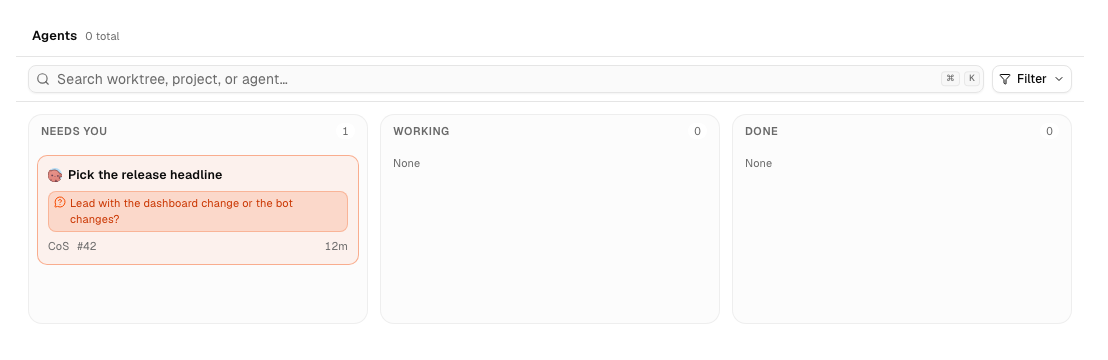 Agents 0 total
Search worktree, project, or agent...
⌘ K
Filter
NEEDS YOU 1
Pick the release headline
Lead with the dashboard change or the bot
changes?
CoS #42 12m
WORKING 0
None
DONE 0
None